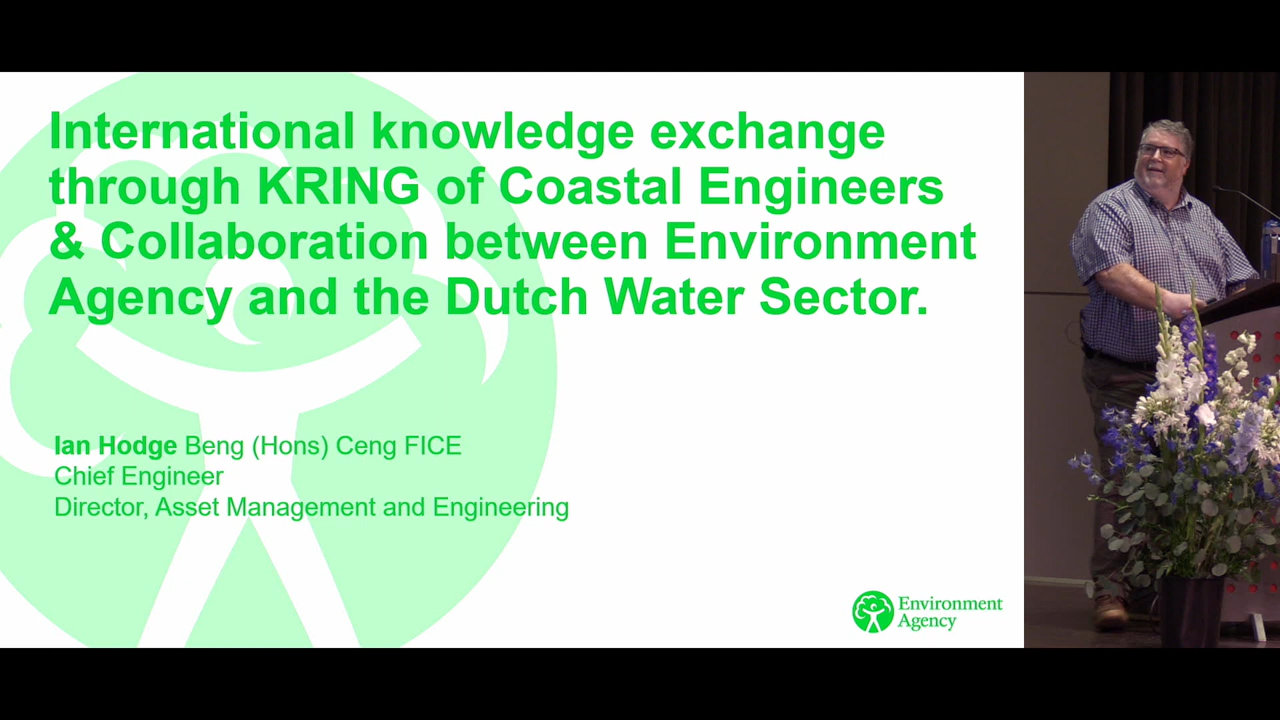 International knowledge exchange
through KRING of Coastal Engineers
& Collaboration between Environment
Agency and the Dutch Water Sector.
Ian Hodge Beng (Hons) Ceng FICE
Chief Engineer
Director, Asset Management and Engineering
Environment
Agency